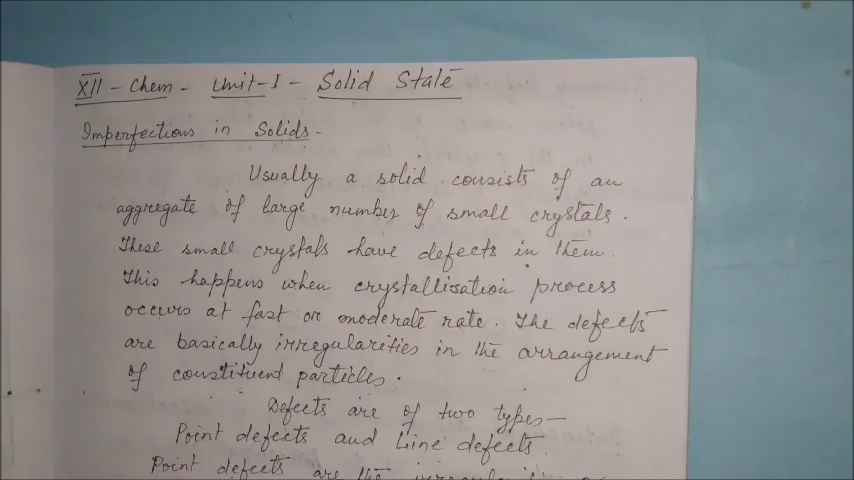 XII - Chem - Unit-I - Solid State
Imperfections in Solids -
Usually a solid consists of an
aggregate of large number of small crystals.
These small crystals have defects in them.
This happens when crystallisation process
occurs at fast or moderate rate. The defects
are basically irregularities in the arrangement
of constituent particles.
Defects are of two types—
Point defects and Line defects
Point defects are the